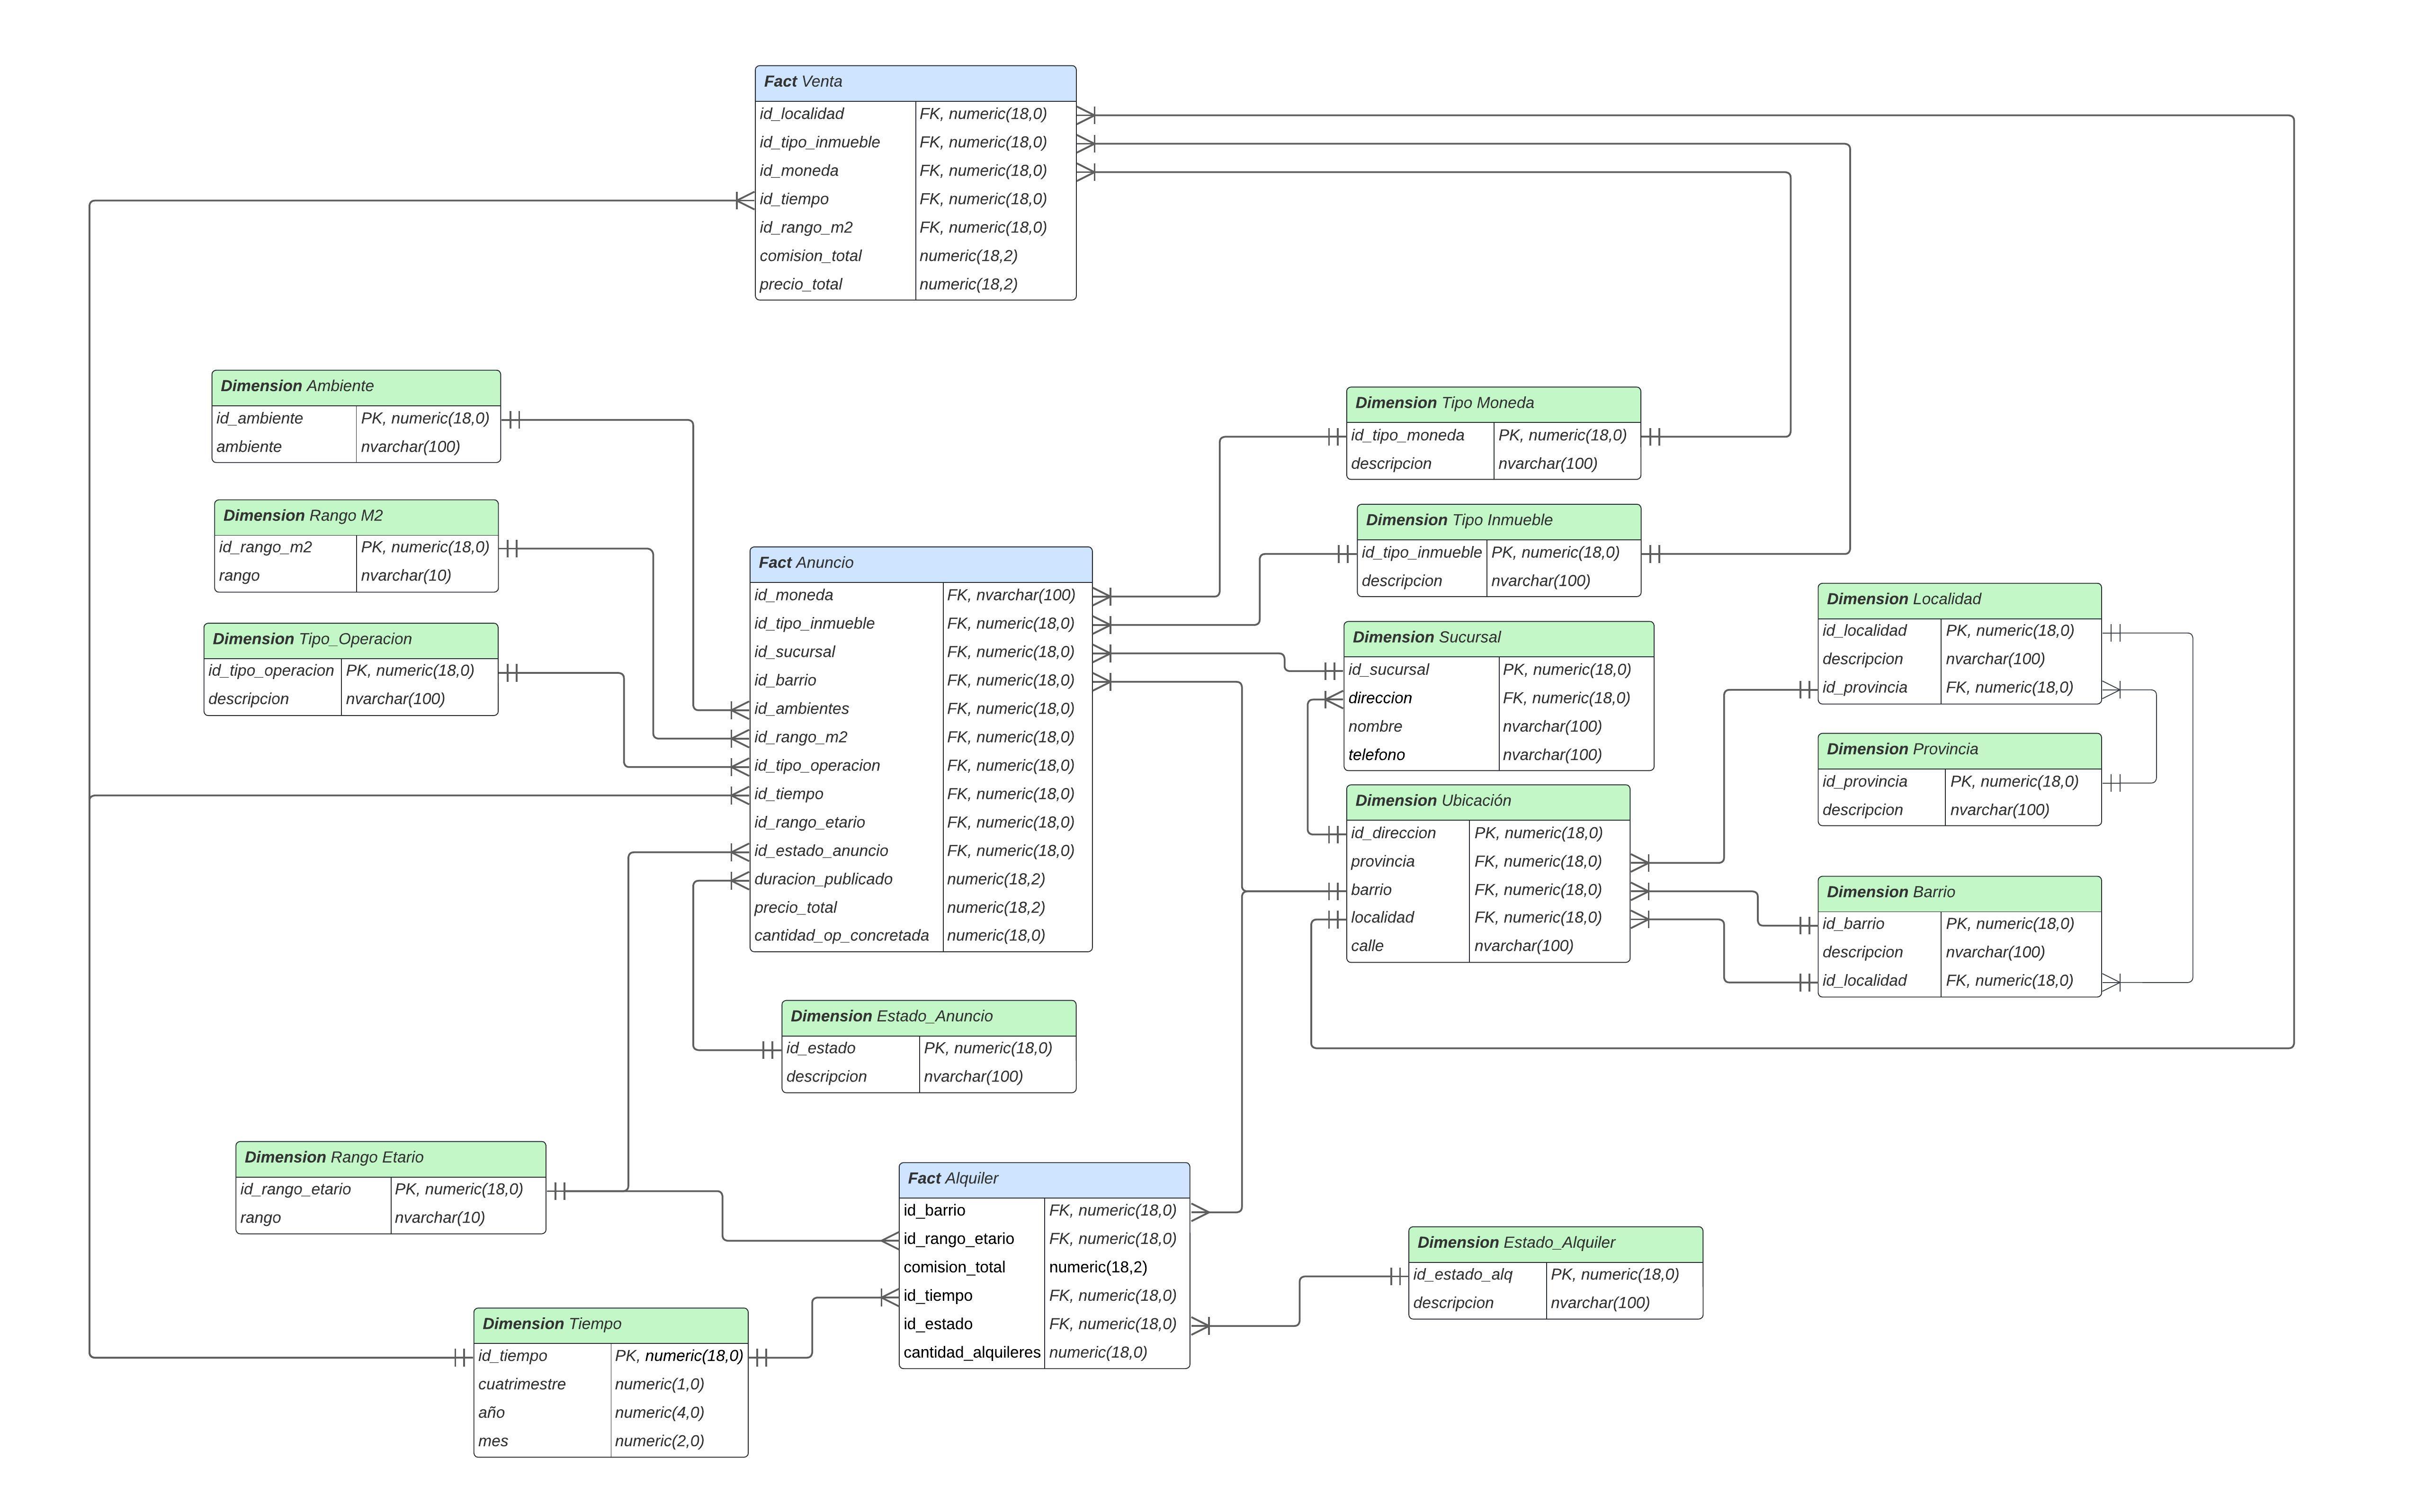 Fact Venta
id_localidad FK, numeric(18,0)
id_tipo_inmueble FK, numeric(18,0)
id_moneda FK, numeric(18,0)
id_tiempo FK, numeric(18,0)
id_rango_m2 FK, numeric(18,0)
comision_total numeric(18,2)
precio_total numeric(18,2)
Dimension Ambiente
id_ambiente PK, numeric(18,0)
ambiente nvarchar(100)
Dimension Rango M2
id_rango_m2 PK, numeric(18,0)
rango nvarchar(10)
Dimension Tipo_Operacion
id_tipo_operacion PK, numeric(18,0)
descripcion nvarchar(100)
Fact Anuncio
id_moneda FK, nvarchar(100)
id_tipo_inmueble FK, numeric(18,0)
id_sucursal FK, numeric(18,0)
id_barrio FK, numeric(18,0)
id_ambientes FK, numeric(18,0)
id_rango_m2 FK, numeric(18,0)
id_tipo_operacion FK, numeric(18,0)
id_tiempo FK, numeric(18,0)
id_rango_etario FK, numeric(18,0)
id_estado_anuncio FK, numeric(18,0)
duracion_publicado numeric(18,2)
precio_total numeric(18,2)
cantidad_op_concretada numeric(18,0)
Dimension Tipo Moneda
id_tipo_moneda PK, numeric(18,0)
descripcion nvarchar(100)
Dimension Tipo Inmueble
id_tipo_inmueble PK, numeric(18,0)
descripcion nvarchar(100)
Dimension Sucursal
id_sucursal PK, numeric(18,0)
direccion FK, numeric(18,0)
nombre nvarchar(100)
telefono nvarchar(100)
Dimension Ubicación
id_direccion PK, numeric(18,0)
provincia FK, numeric(18,0)
barrio FK, numeric(18,0)
localidad FK, numeric(18,0)
calle nvarchar(100)
Dimension Localidad
id_localidad PK, numeric(18,0)
descripcion nvarchar(100)
id_provincia FK, numeric(18,0)
Dimension Provincia
id_provincia PK, numeric(18,0)
descripcion nvarchar(100)
Dimension Barrio
id_barrio PK, numeric(18,0)
descripcion nvarchar(100)
id_localidad FK, numeric(18,0)
Dimension Estado_Anuncio
id_estado PK, numeric(18,0)
descripcion nvarchar(100)
Dimension Rango Etario
id_rango_etario PK, numeric(18,0)
rango nvarchar(10)
Fact Alquiler
id_barrio FK, numeric(18,0)
id_rango_etario FK, numeric(18,0)
comision_total numeric(18,2)
id_tiempo FK, numeric(18,0)
id_estado FK, numeric(18,0)
cantidad_alquileres numeric(18,0)
Dimension Estado_Alquiler
id_estado_alq PK, numeric(18,0)
descripcion nvarchar(100)
Dimension Tiempo
id_tiempo PK, numeric(18,0)
cuatrimestre numeric(1,0)
año numeric(4,0)
mes numeric(2,0)